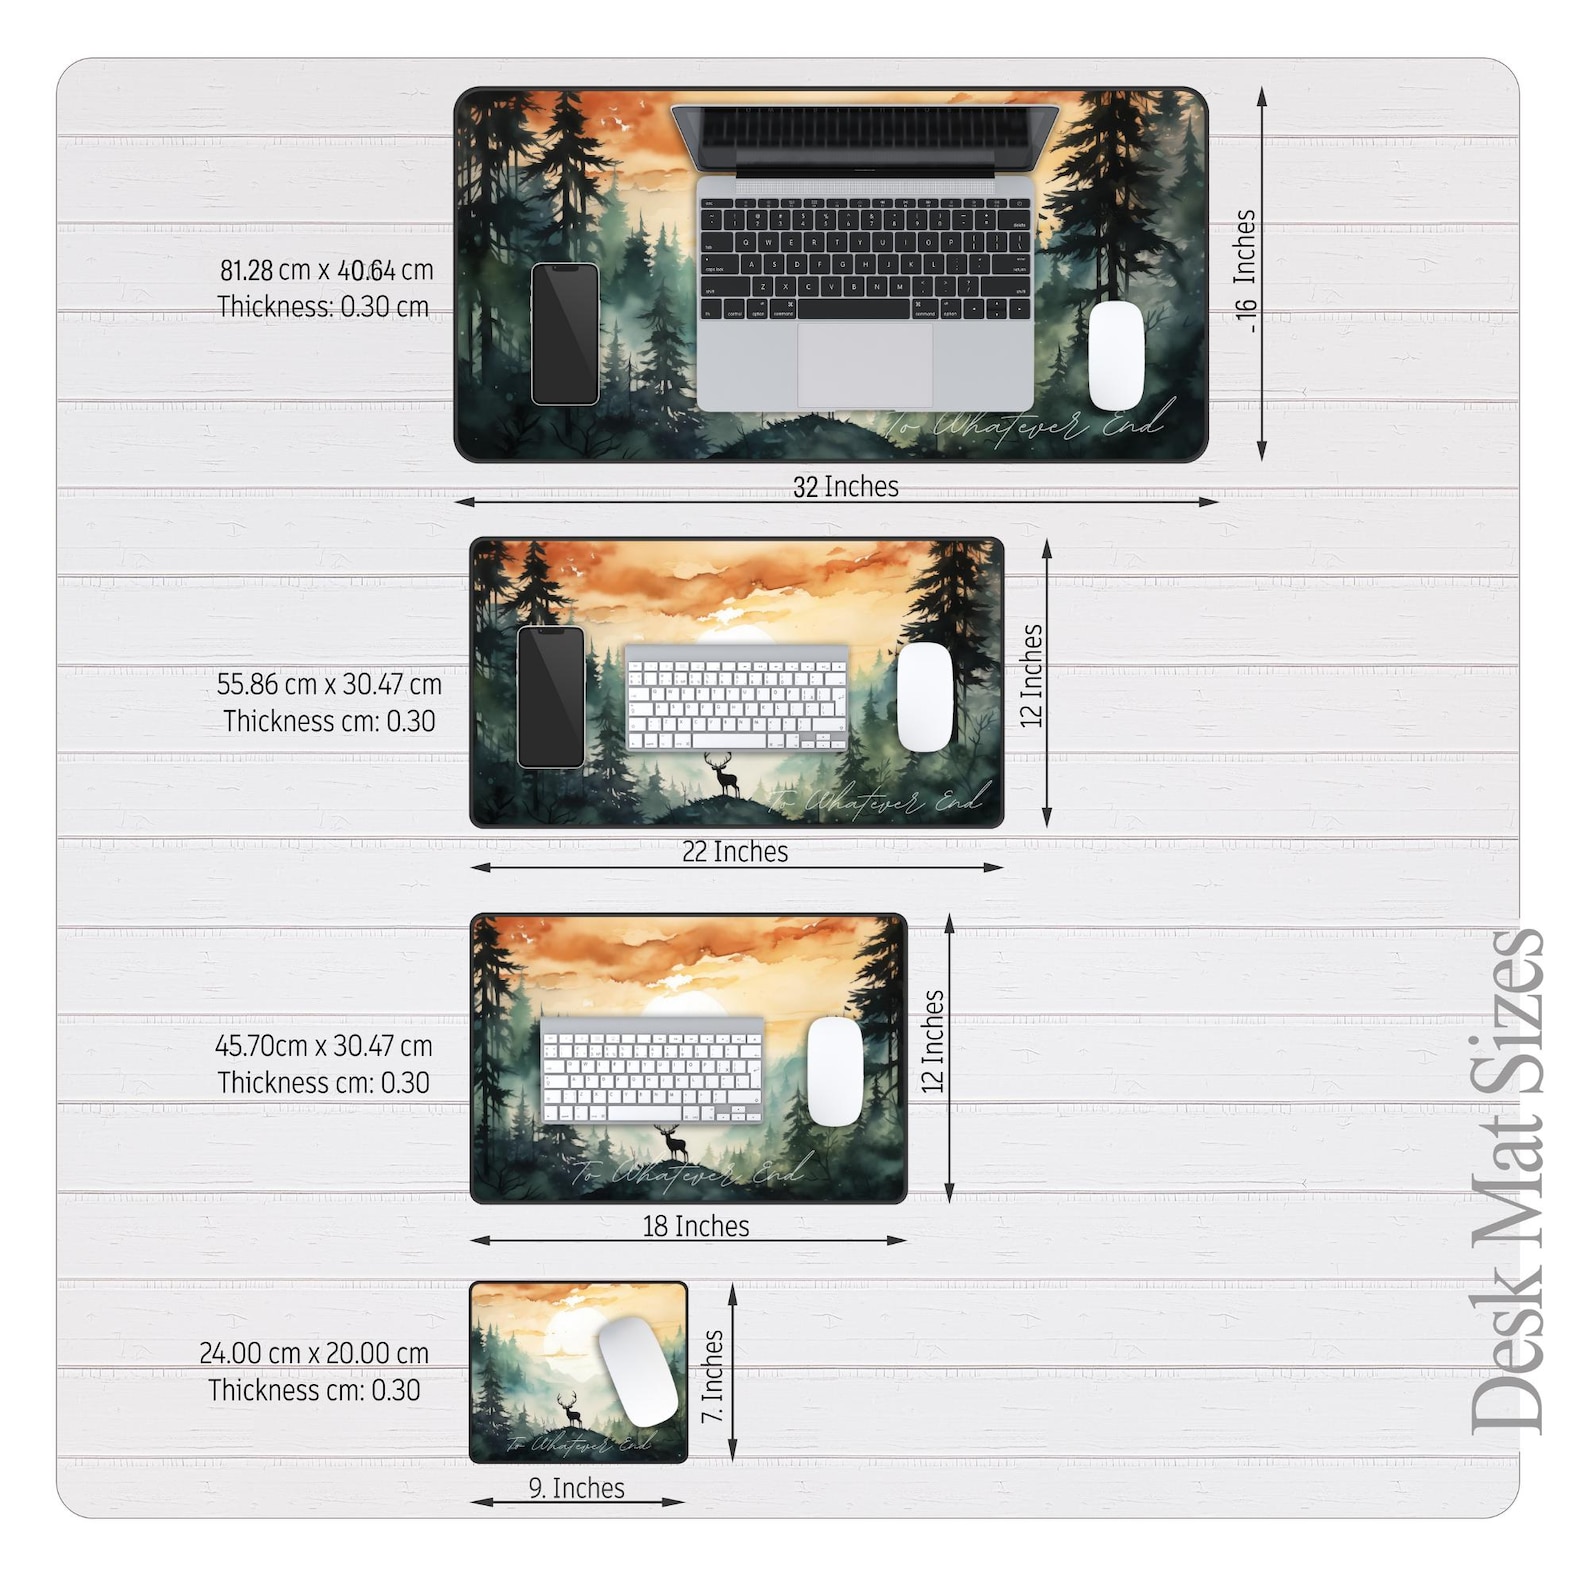 81.28 cm x 40.64 cm
Thickness: 0.30 cm
-16 Inches
To Whatever End
32 Inches
55.86 cm x 30.47 cm
Thickness cm: 0.30
12 Inches
To Whatever End
22 Inches
45.70cm x 30.47 cm
Thickness cm: 0.30
12 Inches
To Whatever End
18 Inches
24.00 cm x 20.00 cm
Thickness cm: 0.30
7. Inches
To Whatever End
9. Inches
Desk Mat Sizes